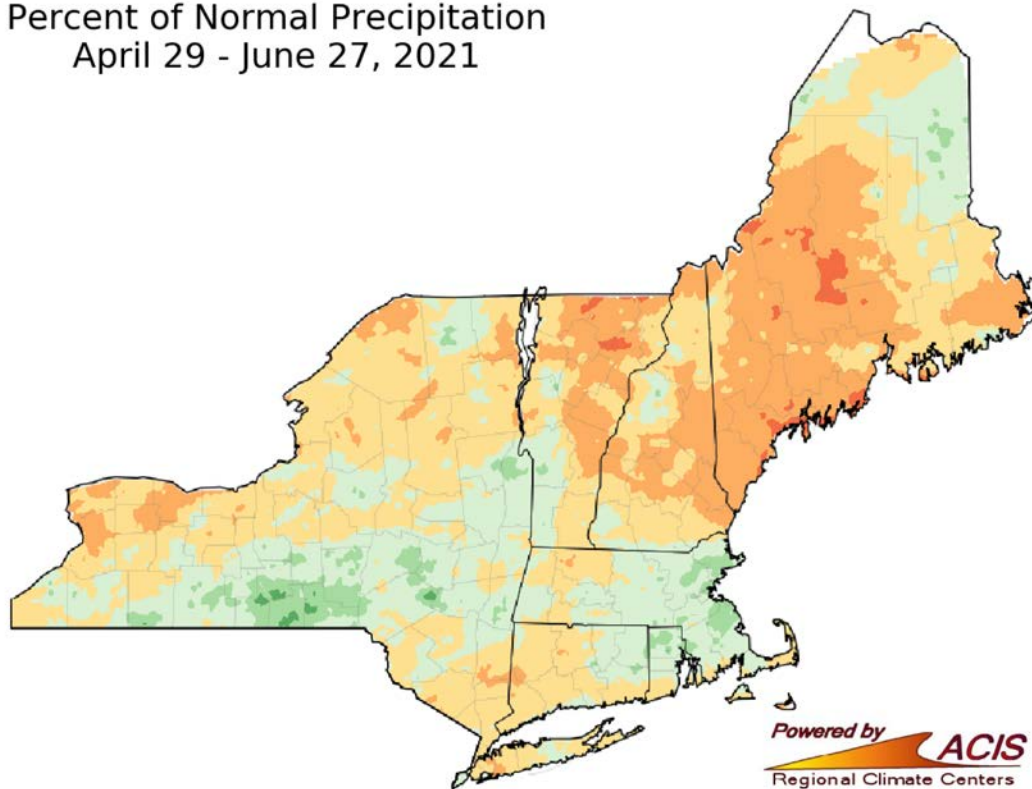 Percent of Normal Precipitation
April 29 - June 27, 2021
Powered by
ACIS
Regional Climate Centers